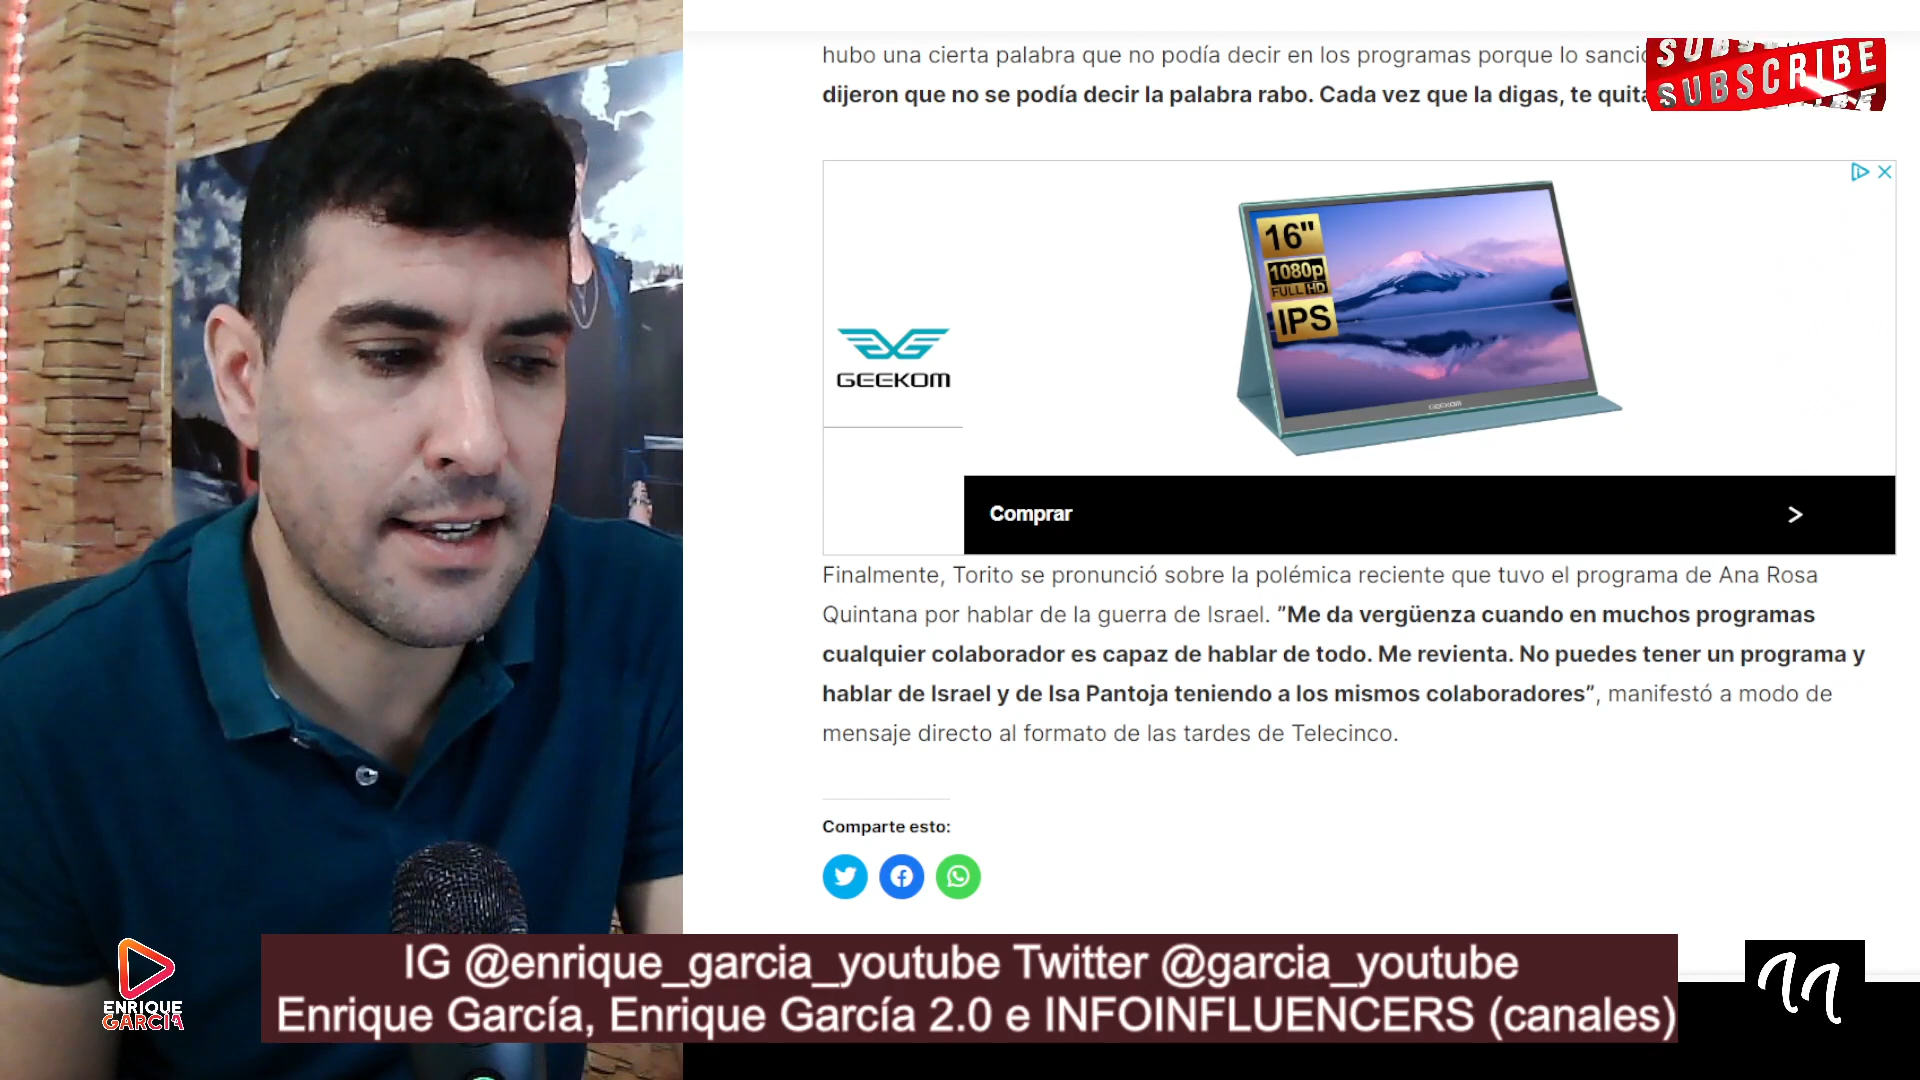 hubo una cierta palabra que no podía decir en los programas porque lo
dijeron que no se podía decir la palabra rabo. Cada vez que la digas, te
SUBSCRIBE
16"
1080p
FULL HD
IPS
GEEKOM
GEEKOM
Comprar
Finalmente, Torito se pronunció sobre la polémica reciente que tuvo el programa de Ana Rosa
Quintana por hablar de la guerra de Israel. "Me da vergüenza cuando en muchos programas
cualquier colaborador es capaz de hablar de todo. Me revienta. No puedes tener un programa y
hablar de Israel y de Isa Pantoja teniendo a los mismos colaboradores", manifestó a modo de
mensaje directo al formato de las tardes de Telecinco.
Comparte esto:
IG @enrique_garcia_youtube Twitter @garcia_youtube
Enrique García, Enrique García 2.0 e INFOINFLUENCERS (canales)
ENRIQUE
GARCIA